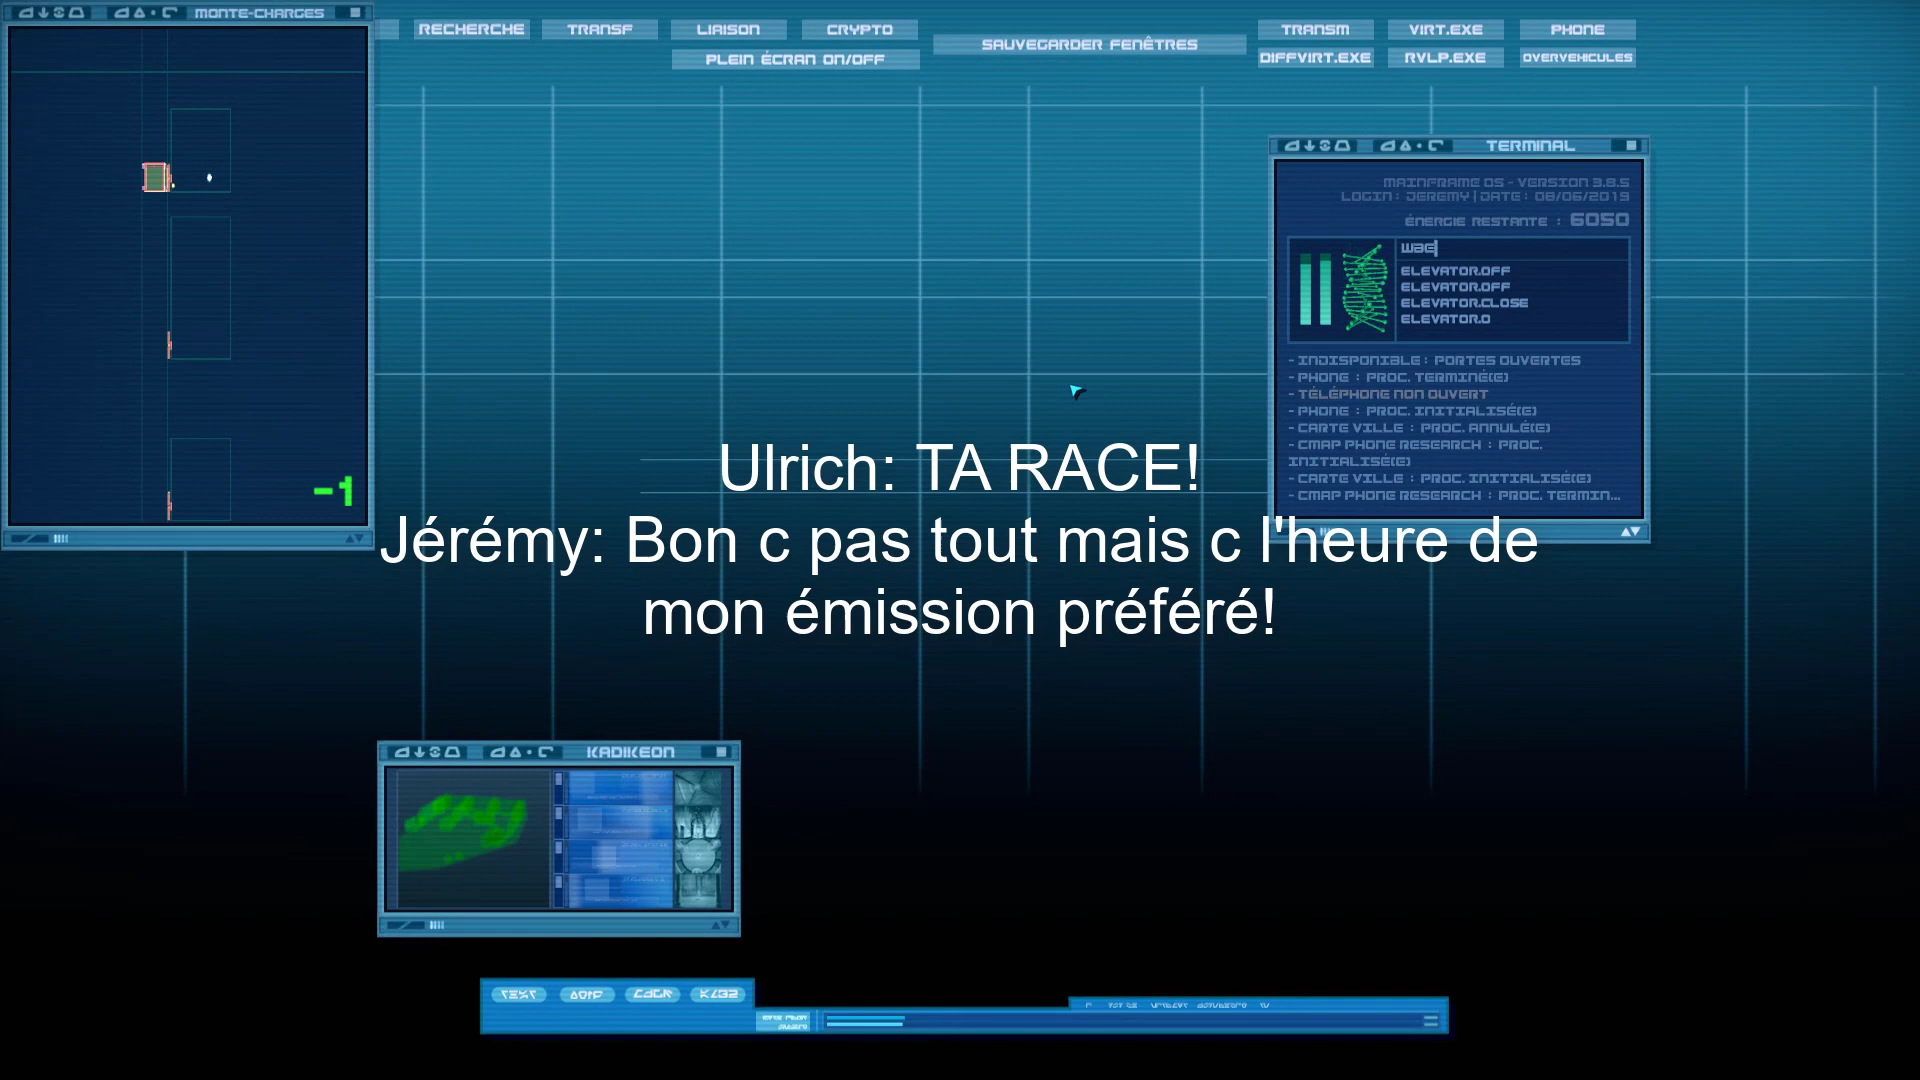 MONTE-CHARGES
RECHERCHE
TRANSF
LIAISON
CRYPTO
PLEIN ÉCRAN ON/OFF
SAUVEGARDER FENÊTRES
TRANSM
VIRT.EXE
PHONE
DIFFVIRT.EXE
RVLP.EXE
OVERVEHICULES
TERMINAL
MAINFRAME OS - VERSION 3.8.5
LOGIN : JEREMY | DATE : 08/06/2019
ÉNERGIE RESTANTE : 6050
ELEVATOR.OFF
ELEVATOR.OFF
ELEVATOR.CLOSE
ELEVATOR.O
- INDISPONIBLE : PORTES OUVERTES
- PHONE : PROC. TERMINÉ(E)
- TÉLÉPHONE NON OUVERT
- PHONE : PROC. INITIALISÉ(E)
- CARTE VILLE : PROC. ANNULÉ(E)
- CMAP PHONE RESEARCH : PROC.
INITIALISÉ(E)
- CARTE VILLE : PROC. INITIALISÉ(E)
- CMAP PHONE RESEARCH : PROC. TERMIN...
-1
Ulrich: TA RACE!
Jérémy: Bon c pas tout mais c l'heure de
mon émission préféré!
KADIKEON